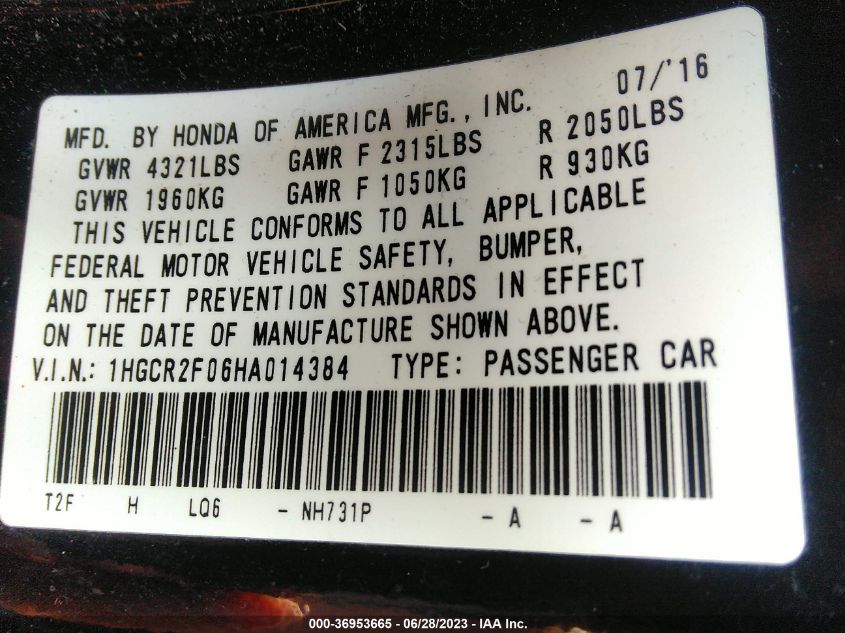 07/'16
MFD. BY HONDA OF AMERICA MFG., INC.
GVWR 4321LBS GAWR F 2315LBS R 2050LBS
GVWR 1960KG GAWR F 1050KG R 930KG
THIS VEHICLE CONFORMS TO ALL APPLICABLE
FEDERAL MOTOR VEHICLE SAFETY, BUMPER,
AND THEFT PREVENTION STANDARDS IN EFFECT
ON THE DATE OF MANUFACTURE SHOWN ABOVE.
V.I.N.: 1HGCR2F06HA014384 TYPE: PASSENGER CAR
T2F H LQ6 - NH731P - A - A
000-36953665 - 06/28/2023 - IAA Inc.